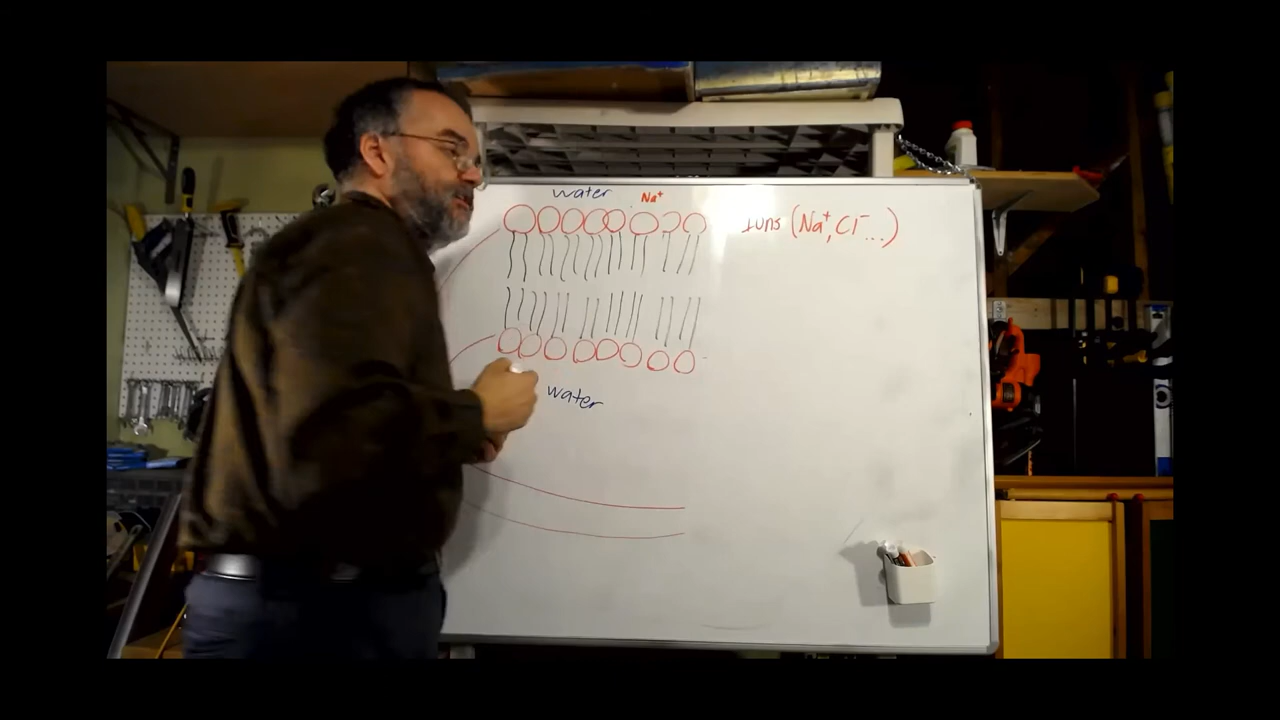 water
Na⁺
Ions (Na⁺, Cl⁻...)
water